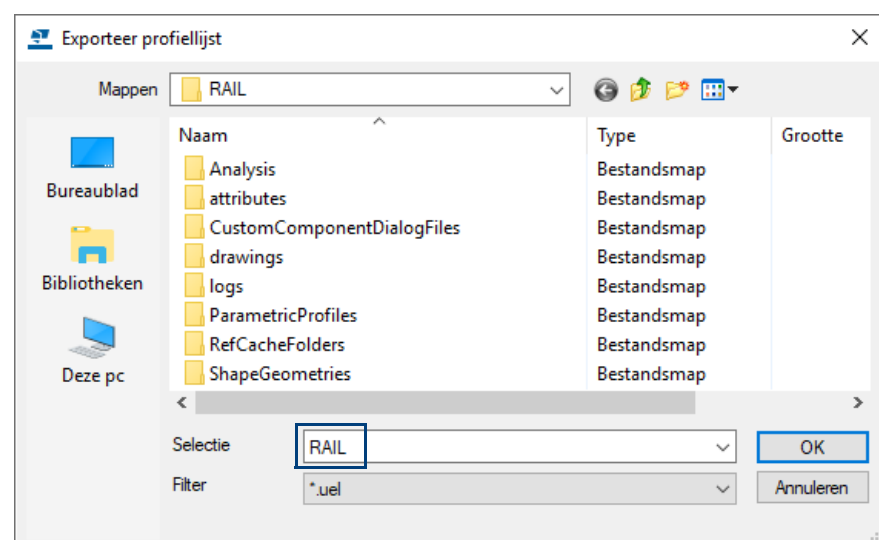 Exporteer profiellijst
Mappen RAIL
Naam Type Grootte
Analysis Bestandsmap
attributes Bestandsmap
CustomComponentDialogFiles Bestandsmap
drawings Bestandsmap
logs Bestandsmap
ParametricProfiles Bestandsmap
RefCacheFolders Bestandsmap
ShapeGeometries Bestandsmap
Bureaublad
Bibliotheken
Deze pc
Selectie RAIL OK
Filter *.uel Annuleren